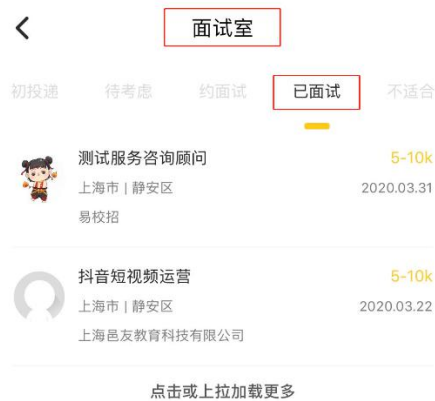 面试室
初投递 待考虑 约面试 已面试 不适合
测试服务咨询顾问 5-10k
上海市 | 静安区 2020.03.31
易校招
抖音短视频运营 5-10k
上海市 | 静安区 2020.03.22
上海邑友教育科技有限公司
点击或上拉加载更多